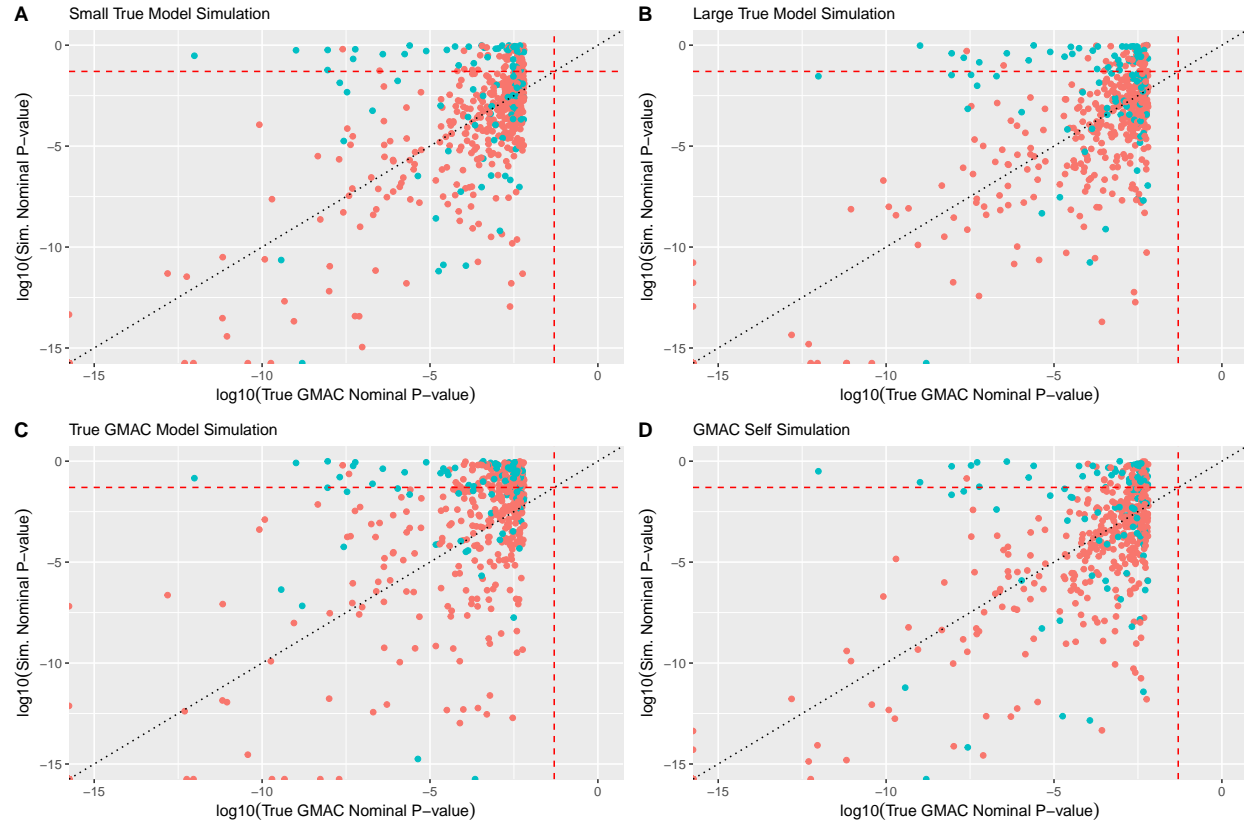 A Small True Model Simulation
0
−5
−10
−15
log10(Sim. Nominal P−value)
−15 −10 −5 0
log10(True GMAC Nominal P−value)
B Large True Model Simulation
0
−5
−10
−15
log10(Sim. Nominal P−value)
−15 −10 −5 0
log10(True GMAC Nominal P−value)
C True GMAC Model Simulation
0
−5
−10
−15
log10(Sim. Nominal P−value)
−15 −10 −5 0
log10(True GMAC Nominal P−value)
D GMAC Self Simulation
0
−5
−10
−15
log10(Sim. Nominal P−value)
−15 −10 −5 0
log10(True GMAC Nominal P−value)